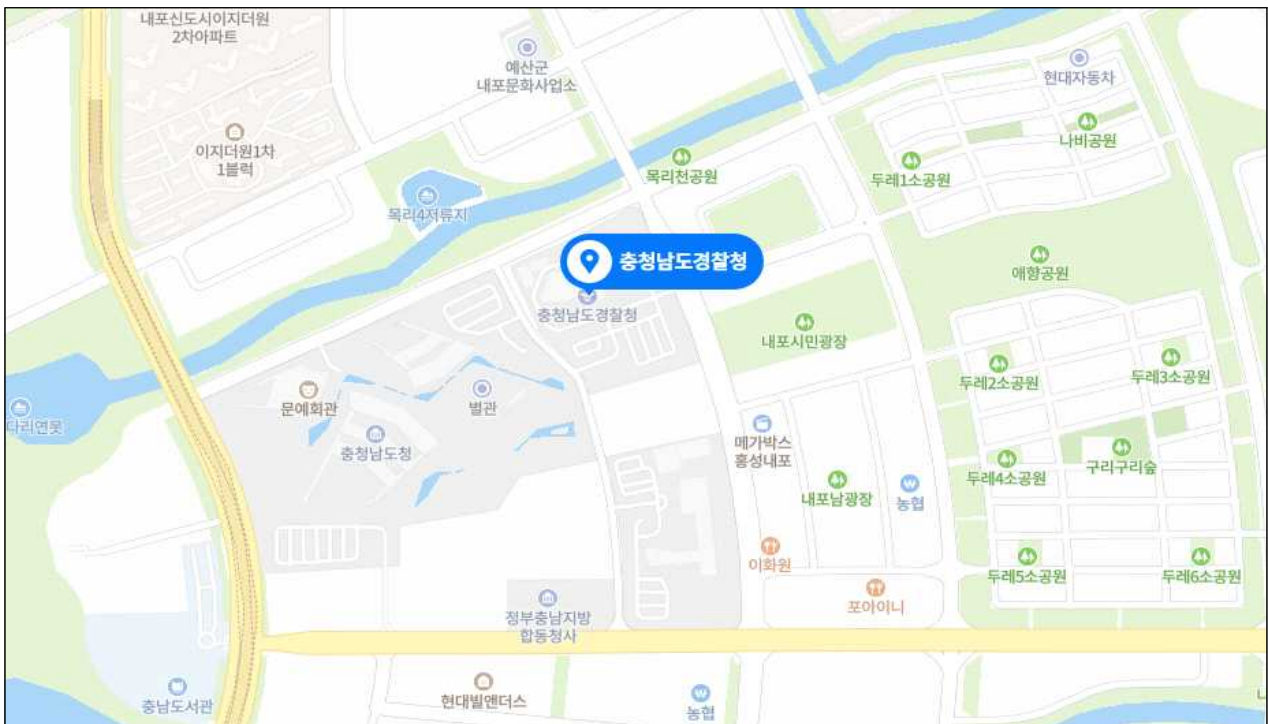 내포신도시이지더원
2차아파트
예산군
내포문화사업소
현대자동차
나비공원
이지더원1차
1블럭
목리천공원
두레1소공원
목리4저류지
충청남도경찰청
애향공원
충청남도경찰청
내포시민광장
두레2소공원
두레3소공원
문예회관
별관
다리연못
충청남도청
메가박스
홍성내포
구리구리숲
두레4소공원
내포남광장
농협
이화원
두레5소공원
두레6소공원
포아이니
정부충남지방
합동청사
충남도서관
현대빌앤더스
농협